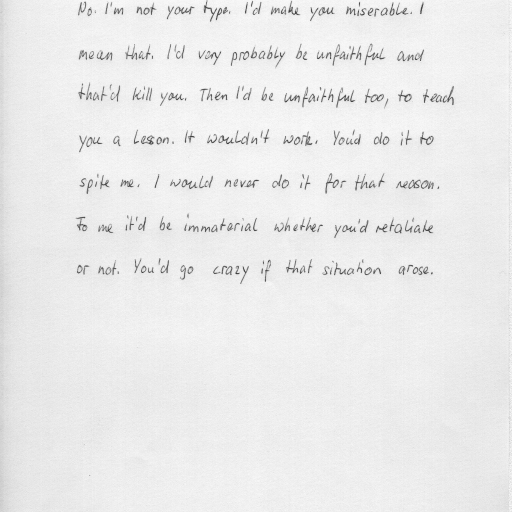 No. I'm not your type. I'd make you miserable. I
mean that. I'd very probably be unfaithful and
that'd kill you. Then I'd be unfaithful too, to teach
you a lesson. It wouldn't work. You'd do it to
spite me. I would never do it for that reason.
To me it'd be immaterial whether you'd retaliate
or not. You'd go crazy if that situation arose.